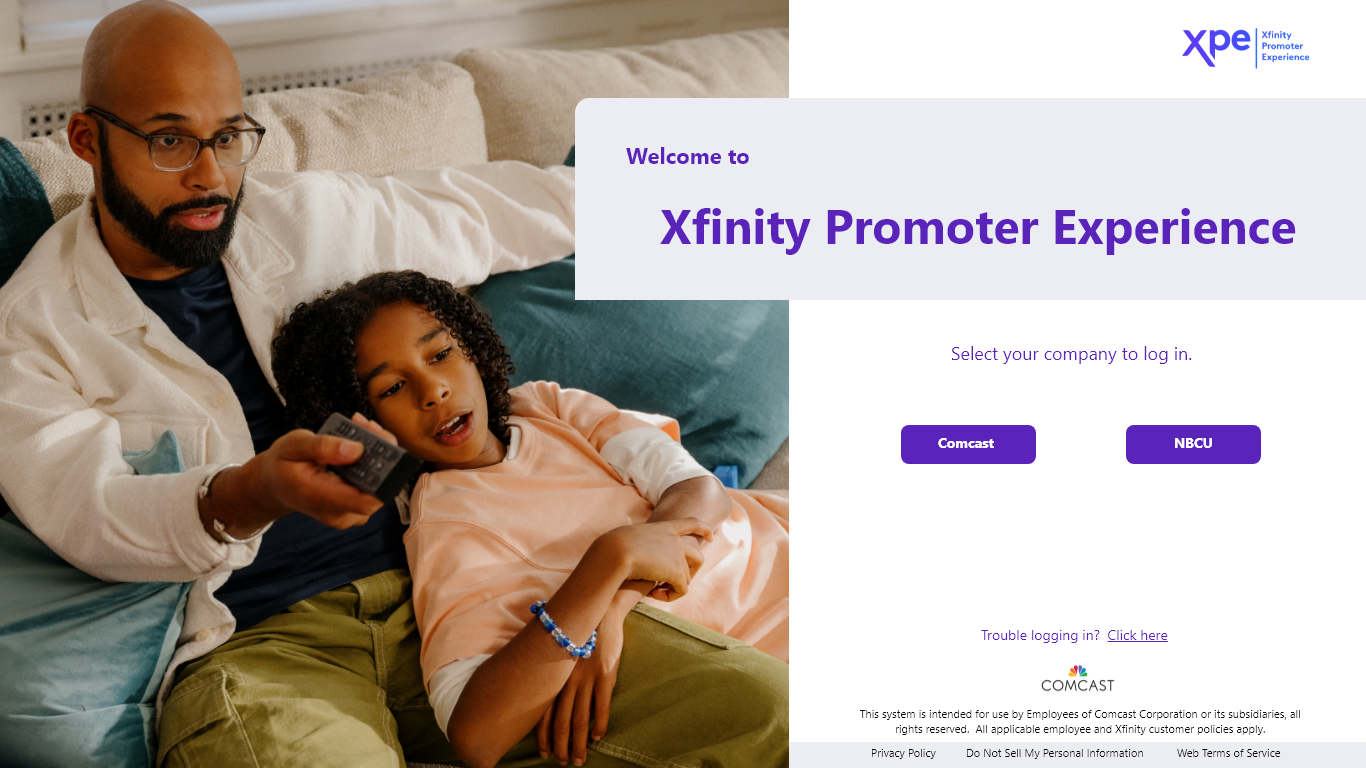 xpe
Xfinity
Promoter
Experience
Welcome to
Xfinity Promoter Experience
Select your company to log in.
Comcast
NBCU
Trouble logging in? Click here
COMCAST
This system is intended for use by Employees of Comcast Corporation or its subsidiaries, all
rights reserved. All applicable employee and Xfinity customer policies apply.
Privacy Policy
Do Not Sell My Personal Information
Web Terms of Service